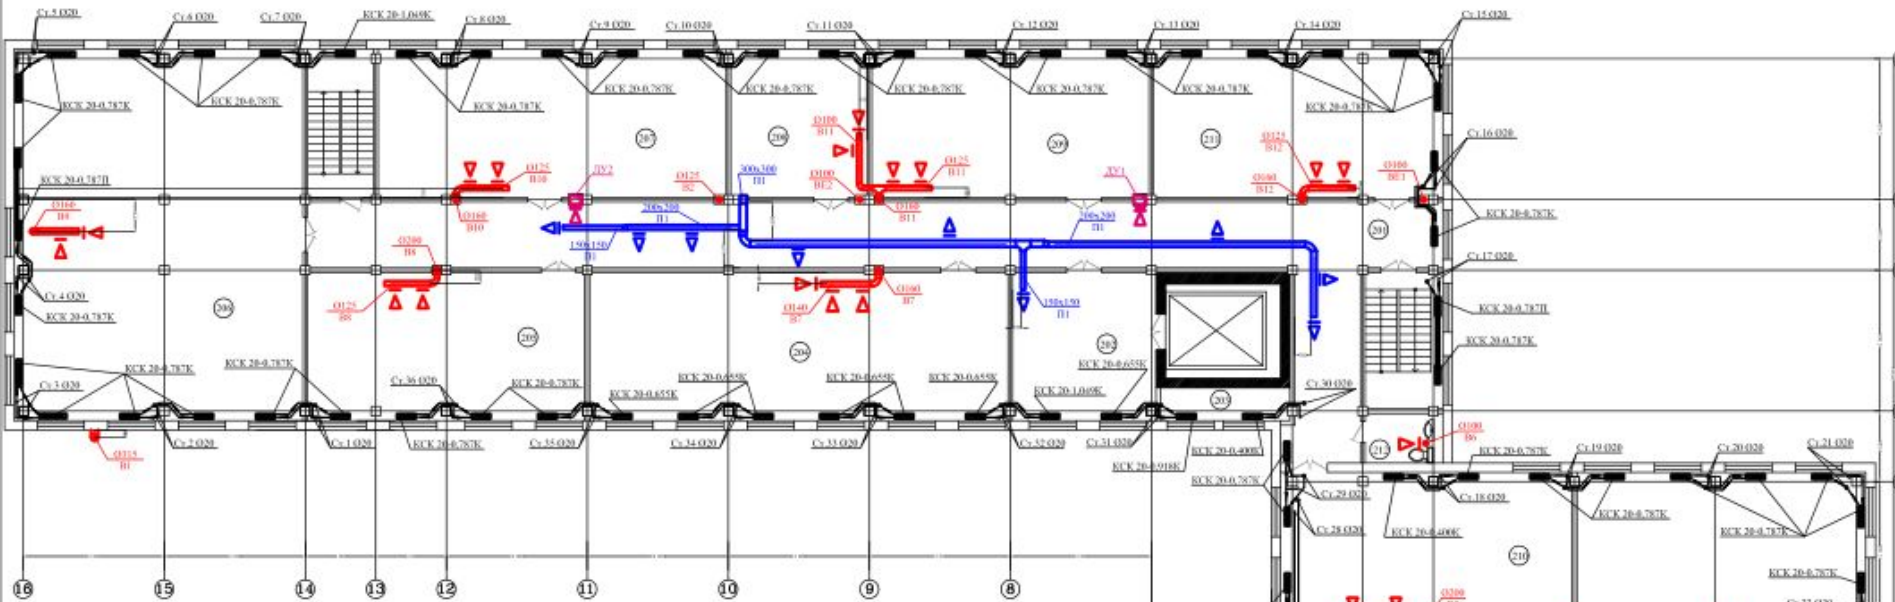 Ст.5 Ø20
Ст.6 Ø20
Ст.7 Ø20
КСК 20-1,049К
Ст.8 Ø20
Ст.9 Ø20
Ст.10 Ø20
Ст.11 Ø20
Ст.12 Ø20
Ст.13 Ø20
Ст.14 Ø20
Ст.15 Ø20
КСК 20-0,787К
КСК 20-0,787К
КСК 20-0,787К
КСК 20-0,787К
КСК 20-0,787К
КСК 20-0,787К
КСК 20-0,787К
КСК 20-0,787К
КСК 20-0,787К
Ø100
В11
207
208
209
211
Ø125
В12
Ст.16 Ø20
КСК 20-0,787П
Ø125
В10
ДУ2
Ø125
В2
300х300
П1
Ø100
ВЕ2
Ø125
В11
ДУ1
Ø160
В12
Ø100
ВЕ1
Ø160
В9
Ø160
В10
200х200
П1
Ø160
В11
200х200
П1
КСК 20-0,787К
201
150х150
П1
Ø200
В8
Ст.17 Ø20
Ст.4 Ø20
КСК 20-0,787К
206
Ø125
В8
205
Ø140
В7
Ø160
В7
150х150
П1
КСК 20-0,787П
204
202
КСК 20-0,787К
КСК 20-0,787К
КСК 20-0,787К
КСК 20-0,655К
КСК 20-0,655К
КСК 20-0,655К
КСК 20-0,655К
Ст.3 Ø20
Ст.36 Ø20
КСК 20-0,787К
КСК 20-0,655К
КСК 20-1,049К
203
Ст.30 Ø20
Ст.2 Ø20
Ст.1 Ø20
КСК 20-0,787К
Ст.35 Ø20
Ст.34 Ø20
Ст.33 Ø20
Ст.32 Ø20
Ст.31 Ø20
КСК 20-0,400К
212
Ø100
В6
Ø315
В1
КСК 20-0,918К
КСК 20-0,787К
КСК 20-0,787К
Ст.19 Ø20
Ст.20 Ø20
Ст.21 Ø20
Ст.29 Ø20
Ст.18 Ø20
Ст.28 Ø20
КСК 20-0,400К
КСК 20-0,787К
КСК 20-0,787К
210
КСК 20-0,787К
Ø200
16
15
14
13
12
11
10
9
8